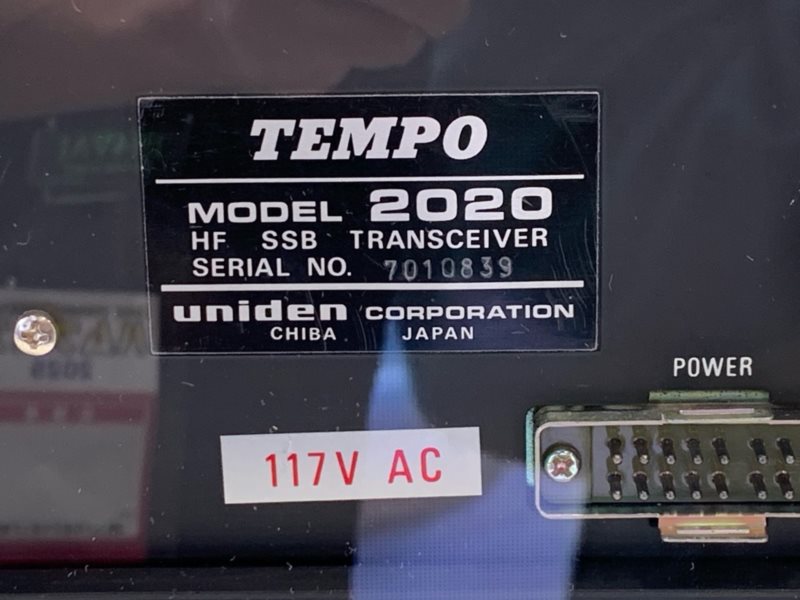 TEMPO
MODEL 2020
HF SSB TRANSCEIVER
SERIAL NO. 7010839
uniden CORPORATION
CHIBA JAPAN
POWER
117V AC